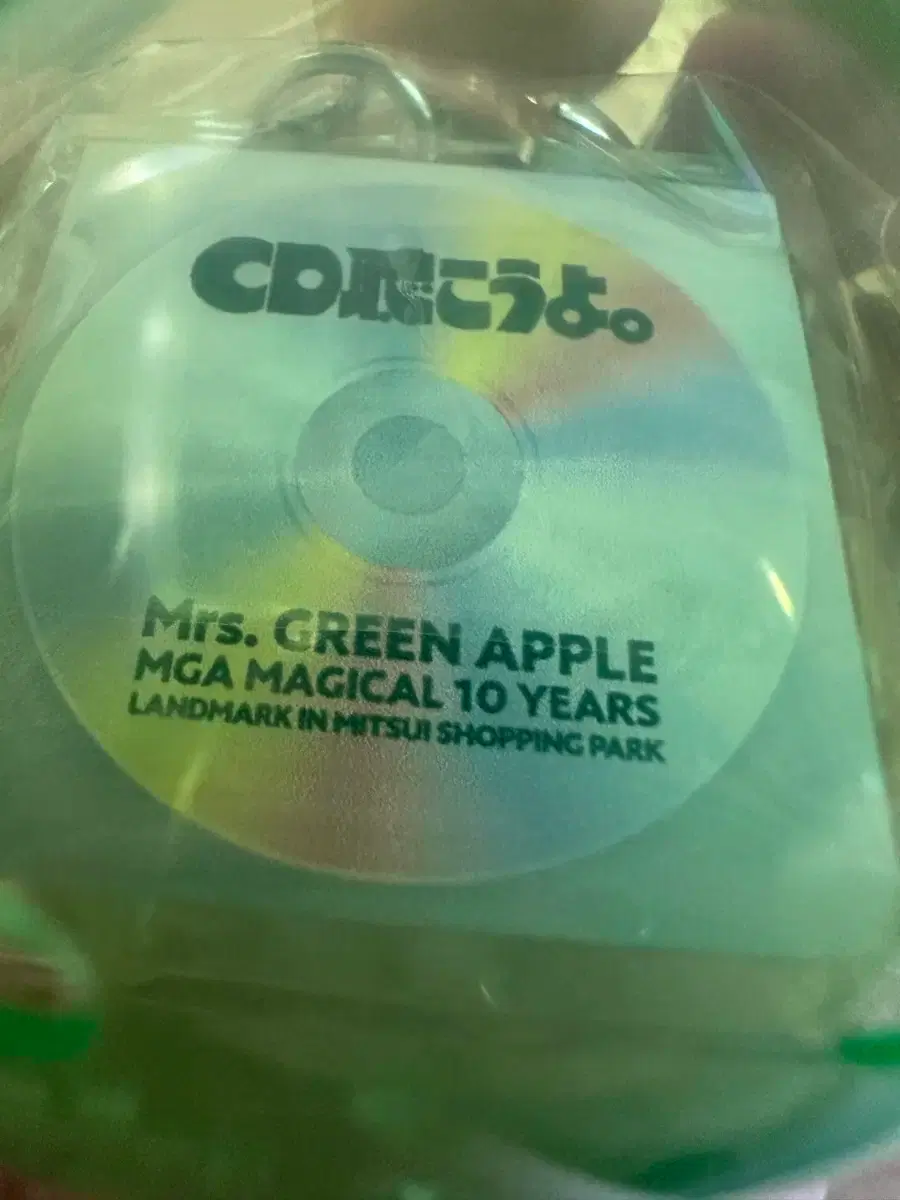 CD聴こうよ。
Mrs. GREEN APPLE
MGA MAGICAL 10 YEARS
LANDMARK IN MITSUI SHOPPING PARK